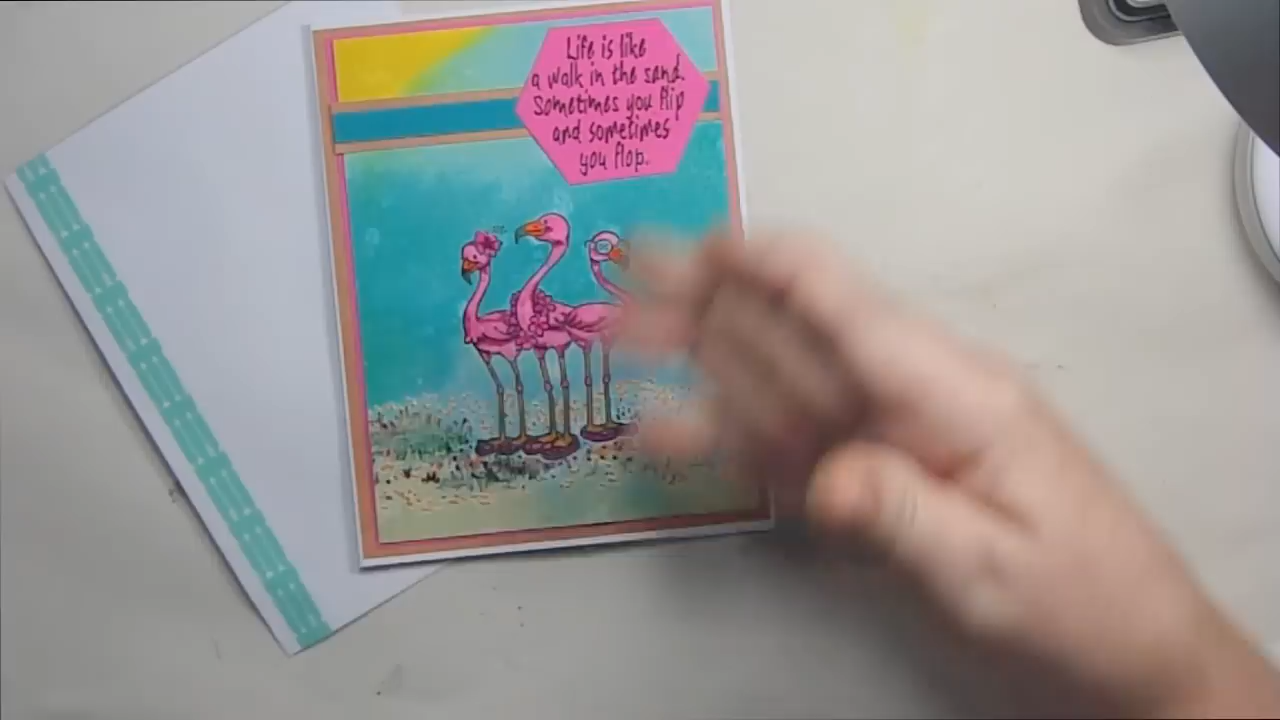 Life is like
a walk in the sand.
Sometimes you flip
and sometimes
you flop.